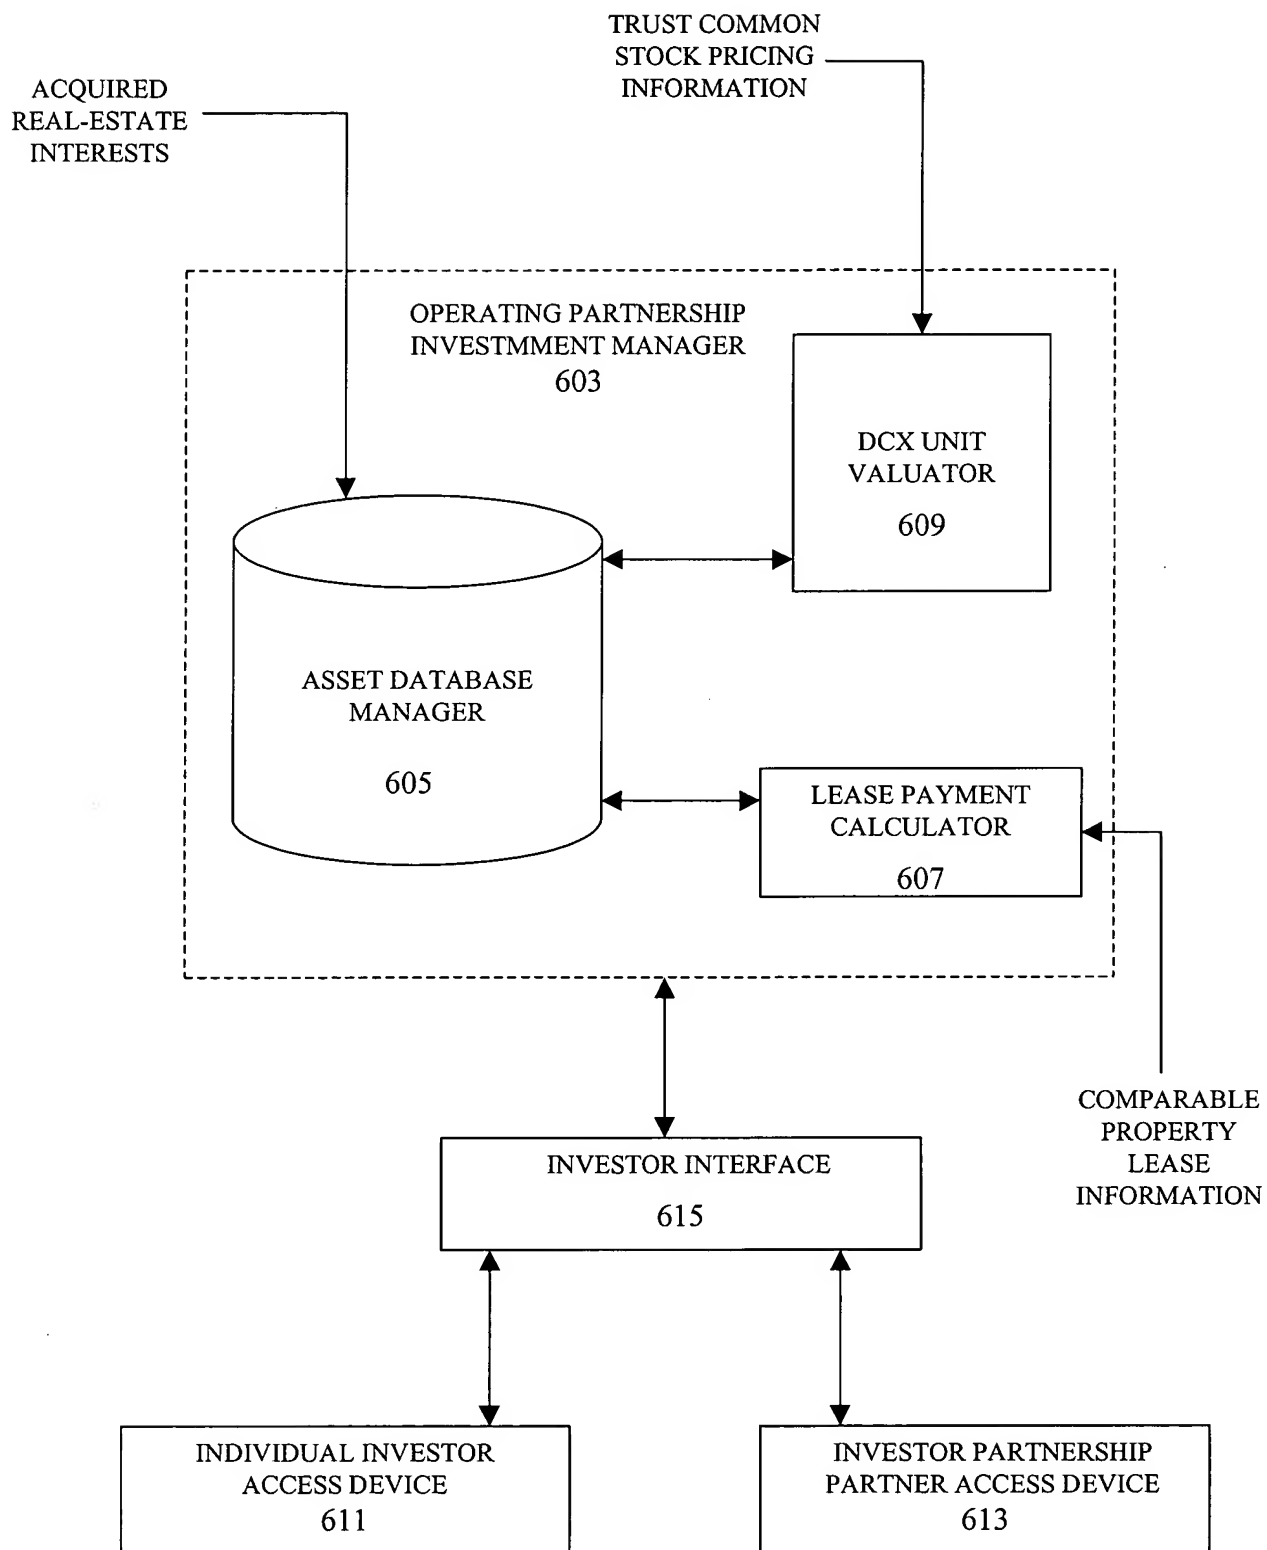 TRUST COMMON
STOCK PRICING
INFORMATION
ACQUIRED
REAL-ESTATE
INTERESTS
OPERATING PARTNERSHIP
INVESTMMENT MANAGER
603
DCX UNIT
VALUATOR
609
ASSET DATABASE
MANAGER
605
LEASE PAYMENT
CALCULATOR
607
COMPARABLE
PROPERTY
LEASE
INFORMATION
INVESTOR INTERFACE
615
INDIVIDUAL INVESTOR
ACCESS DEVICE
611
INVESTOR PARTNERSHIP
PARTNER ACCESS DEVICE
613